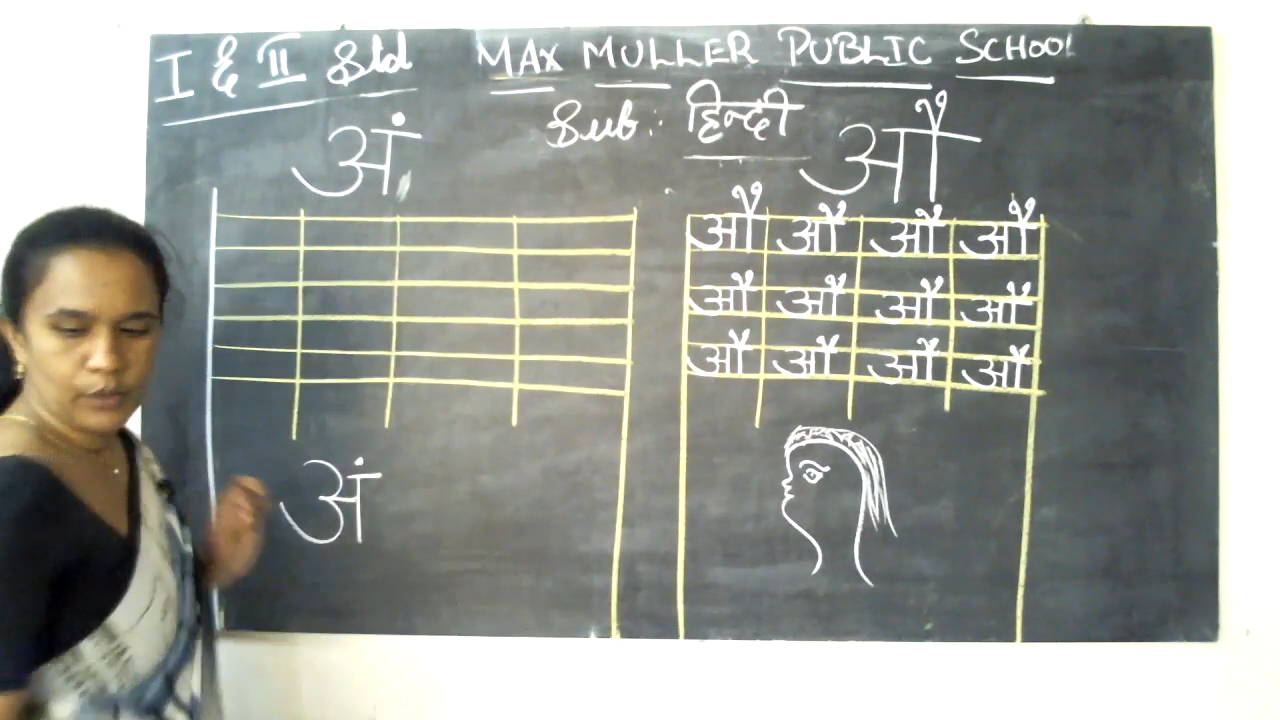 I & II Std MAX MULLER PUBLIC SCHOOL
Sub: हिन्दी
अं औ
औ औ औ औ
औ औ औ औ
औ औ औ औ
अं